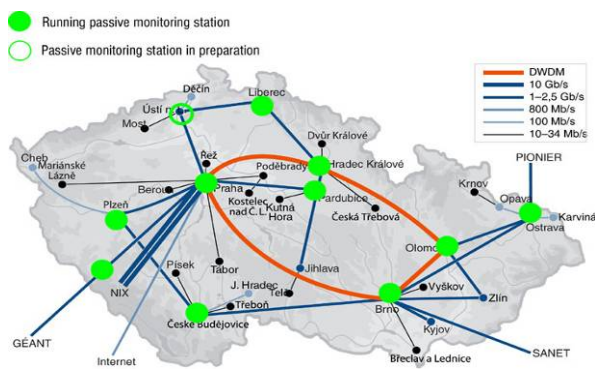 Running passive monitoring station
Passive monitoring station in preparation
DWDM
10 Gb/s
1–2,5 Gb/s
800 Mb/s
100 Mb/s
10–34 Mb/s
Děčín
Ústí n
Liberec
Most
Dvůr Králové
Cheb
Mariánské
Lázně
Řež
Poděbrady
Hradec Králové
PIONIER
Berou
Praha
Kostelec
nad Č. L.
Kutná
Hora
Pardubice
Česká Třebová
Krnov
Opava
Karviná
Ostrava
Plzeň
Olomo
Písek
Tábor
Jihlava
J. Hradec
Telč
Třeboň
České Budějovice
Vyškov
Zlín
Brno
Kyjov
NIX
GÉANT
Internet
Břeclav a Lednice
SANET